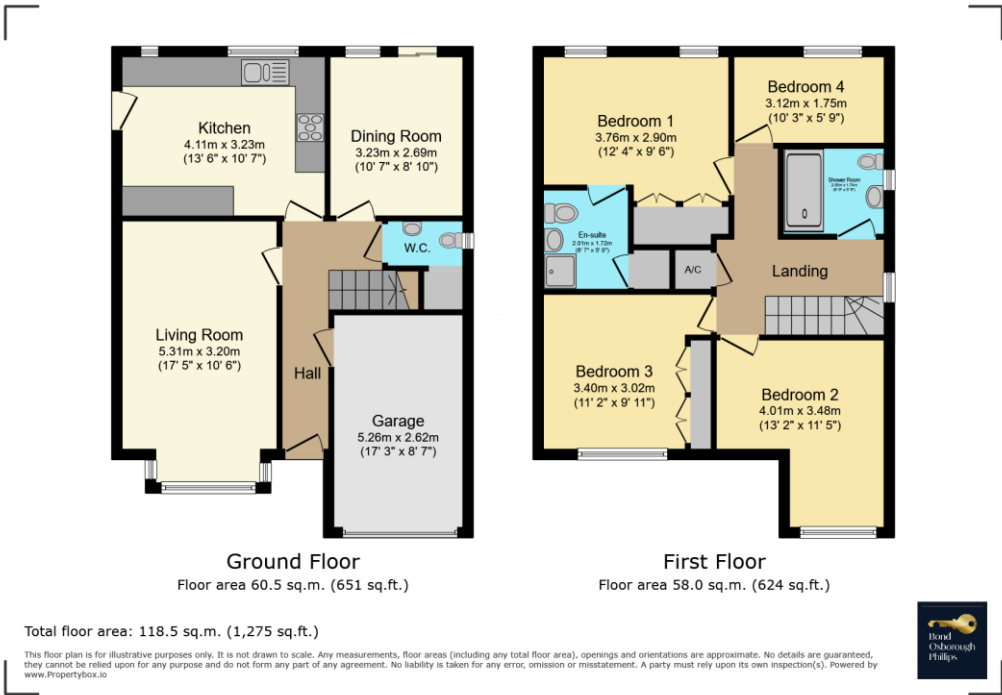 Kitchen
4.11m x 3.23m
(13' 6" x 10' 7")
Dining Room
3.23m x 2.69m
(10' 7" x 8' 10")
W.C.
Living Room
5.31m x 3.20m
(17' 5" x 10' 6")
Hall
Garage
5.26m x 2.62m
(17' 3" x 8' 7")
Ground Floor
Floor area 60.5 sq.m. (651 sq.ft.)
Bedroom 1
3.76m x 2.90m
(12' 4" x 9' 6")
Bedroom 4
3.12m x 1.75m
(10' 3" x 5' 9")
Shower Room
En-suite
2.01m x 1.72m
(6' 7" x 5' 8")
A/C
Landing
Bedroom 3
3.40m x 3.02m
(11' 2" x 9' 11")
Bedroom 2
4.01m x 3.48m
(13' 2" x 11' 5")
First Floor
Floor area 58.0 sq.m. (624 sq.ft.)
Total floor area: 118.5 sq.m. (1,275 sq.ft.)
This floor plan is for illustrative purposes only. It is not drawn to scale. Any measurements, floor areas (including any total floor area), openings and orientations are approximate. No details are guaranteed,
they cannot be relied upon for any purpose and do not form any part of any agreement. No liability is taken for any error, omission or misstatement. A party must rely upon its own inspection(s). Powered by
www.Propertybox.io
Bond
Oxborough
Phillips